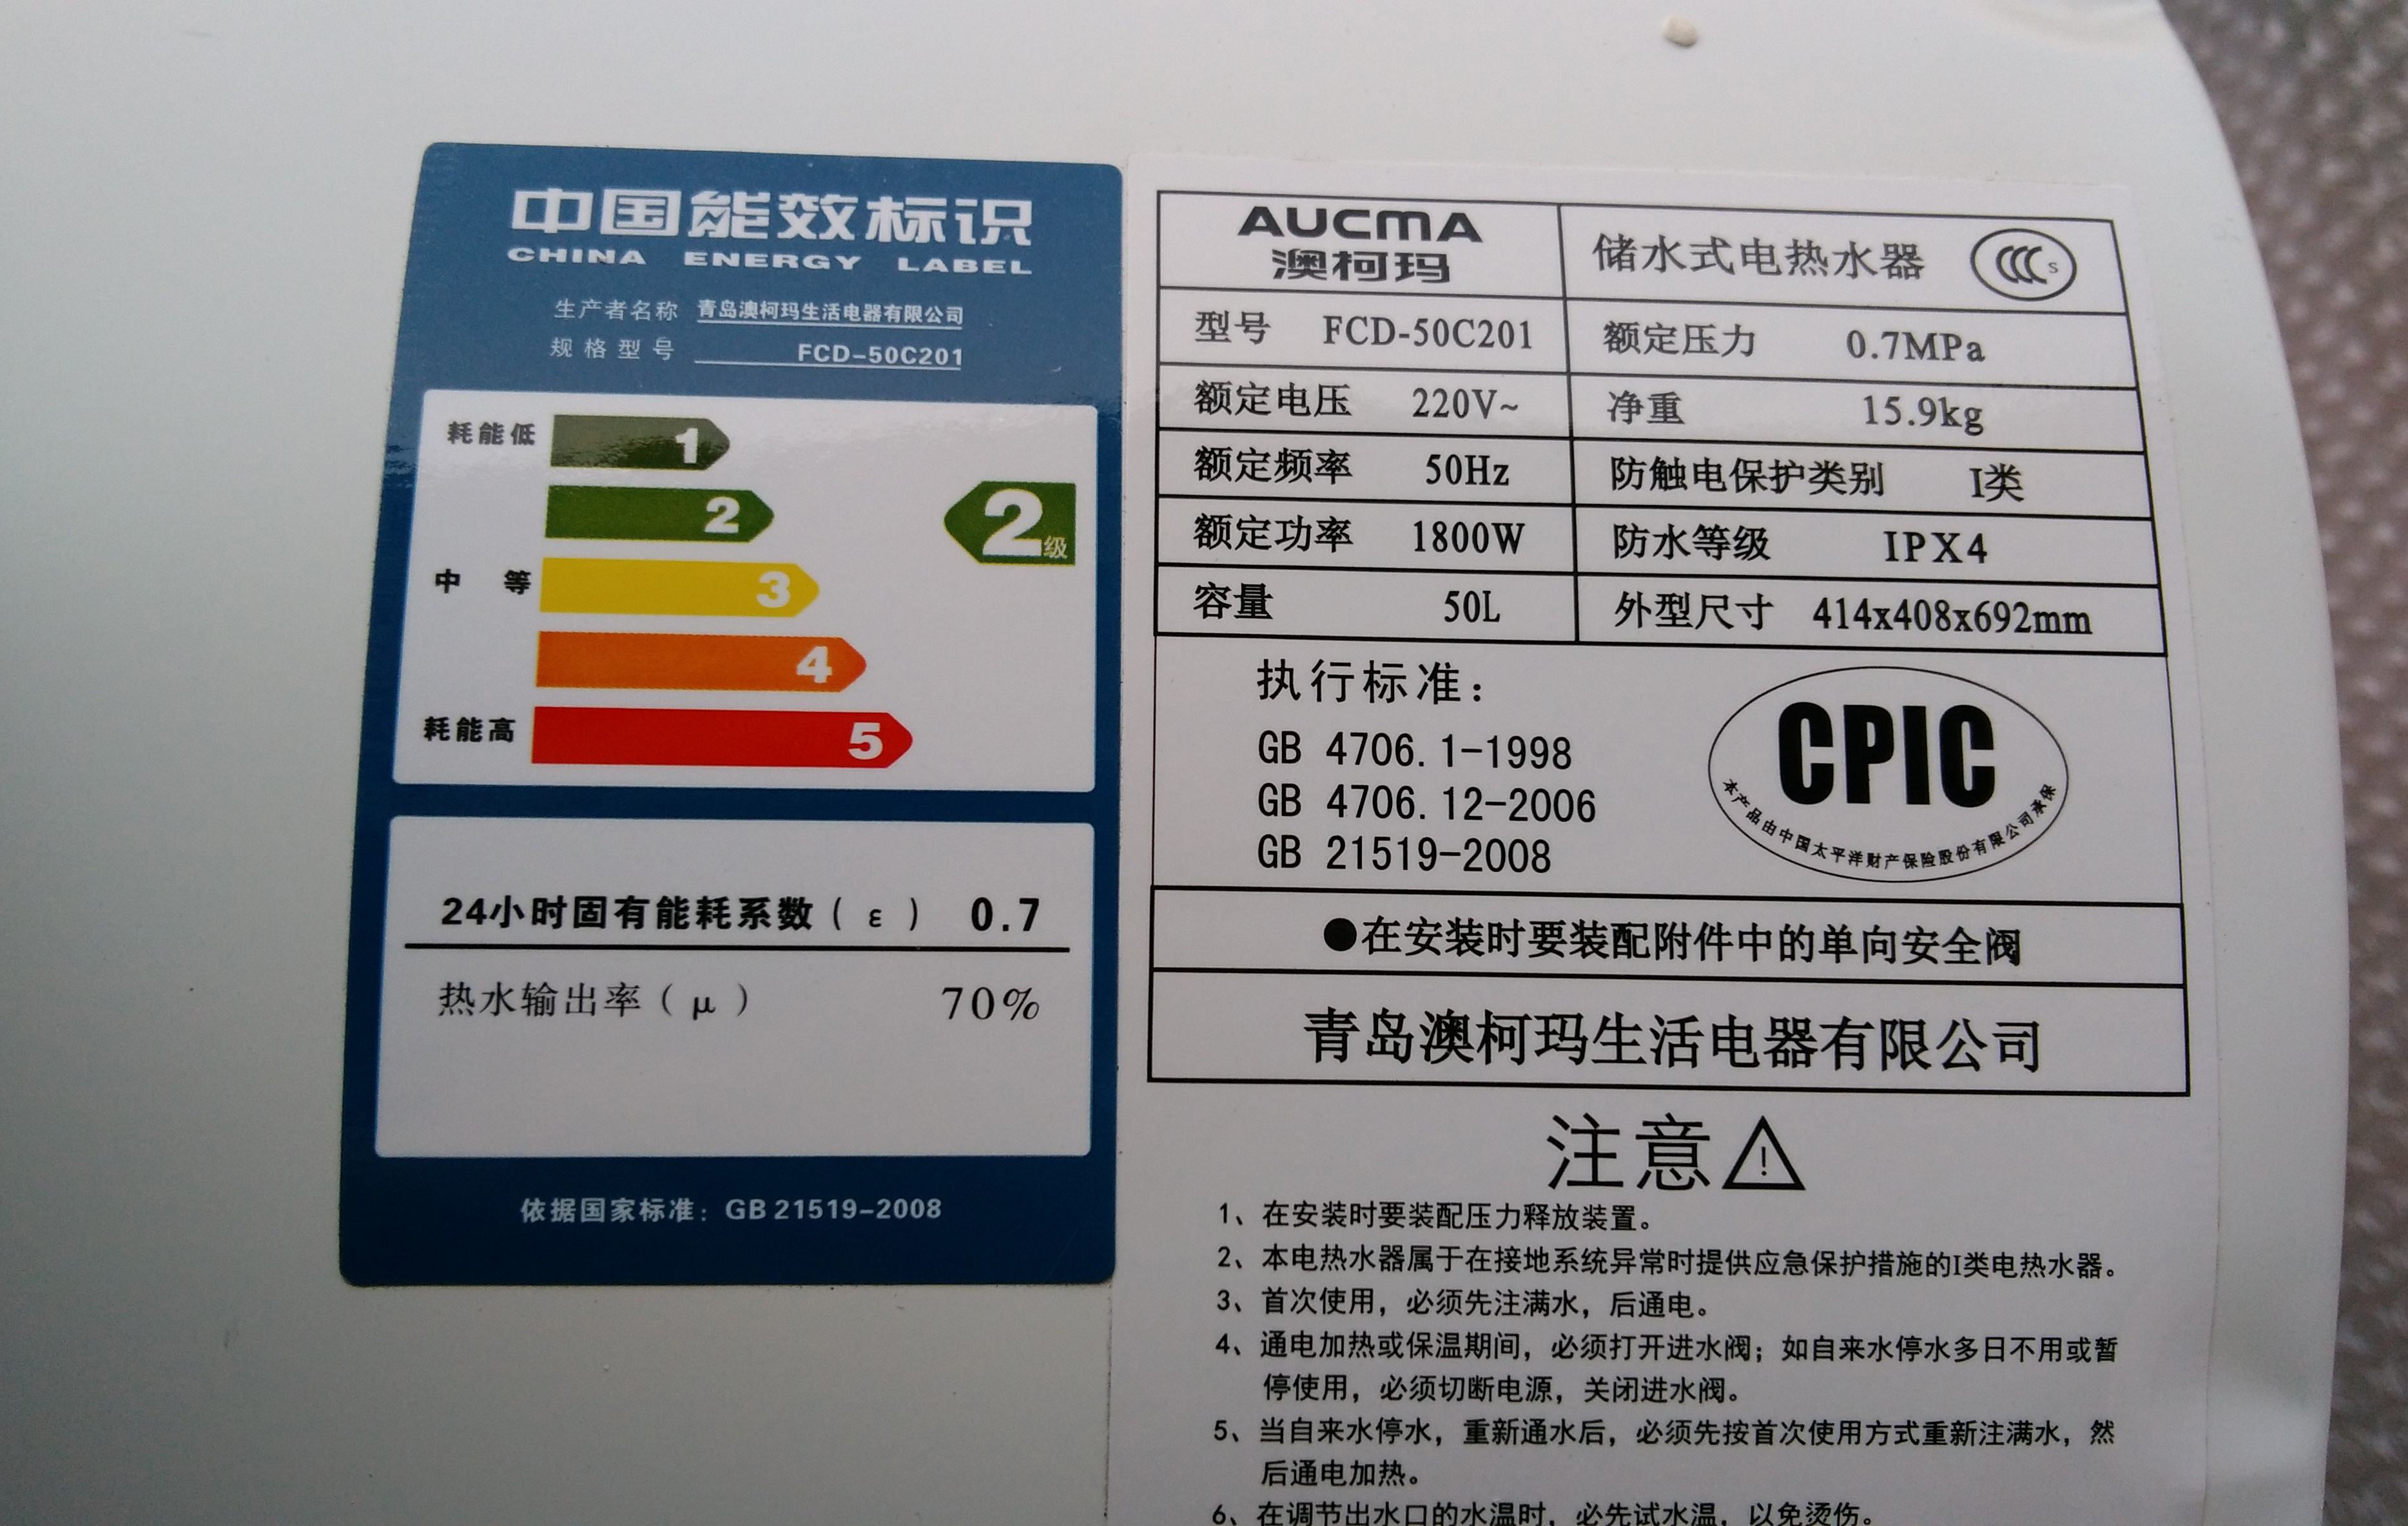 中国能效标识
CHINA ENERGY LABEL
生产者名称 青岛澳柯玛生活电器有限公司
规格型号 FCD-50C201
耗能低 1
2
2级
中等 3
4
耗能高 5
24小时固有能耗系数(ε) 0.7
热水输出率(μ) 70%
依据国家标准：GB 21519-2008
AUCMA
澳柯玛
储水式电热水器 CCC S
型号 FCD-50C201 额定压力 0.7MPa
额定电压 220V~ 净重 15.9kg
额定频率 50Hz 防触电保护类别 I类
额定功率 1800W 防水等级 IPX4
容量 50L 外型尺寸 414x408x692mm
执行标准：
GB 4706.1-1998
GB 4706.12-2006
GB 21519-2008
CPIC
本产品由中国太平洋财产保险股份有限公司承保
●在安装时要装配附件中的单向安全阀
青岛澳柯玛生活电器有限公司
注意
1、在安装时要装配压力释放装置。
2、本电热水器属于在接地系统异常时提供应急保护措施的I类电热水器。
3、首次使用，必须先注满水，后通电。
4、通电加热或保温期间，必须打开进水阀；如自来水停水多日不用或暂
停使用，必须切断电源，关闭进水阀。
5、当自来水停水，重新通水后，必须先按首次使用方式重新注满水，然
后通电加热。
6、在调节出水口的水温时，必先试水温，以免烫伤。